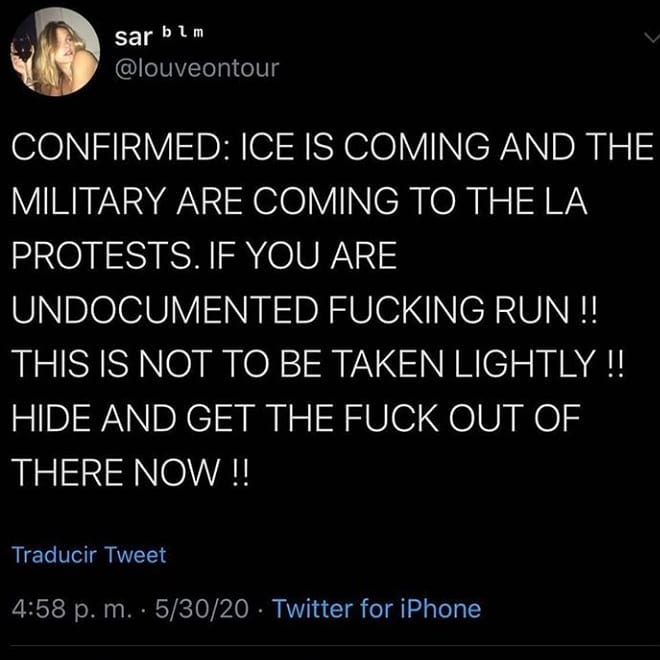 sar ᵇ ˡ ᵐ
@louveontour
CONFIRMED: ICE IS COMING AND THE
MILITARY ARE COMING TO THE LA
PROTESTS. IF YOU ARE
UNDOCUMENTED FUCKING RUN !!
THIS IS NOT TO BE TAKEN LIGHTLY !!
HIDE AND GET THE FUCK OUT OF
THERE NOW !!
Traducir Tweet
4:58 p. m. · 5/30/20 · Twitter for iPhone